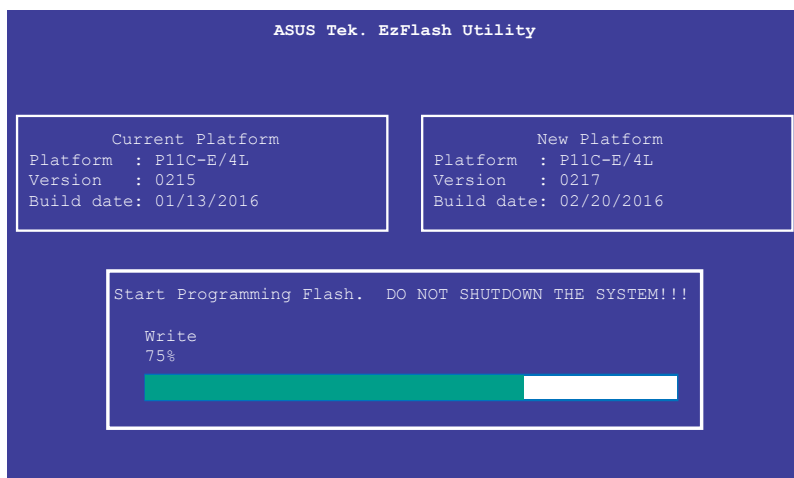 ASUS Tek. EzFlash Utility
Current Platform
Platform : P11C-E/4L
Version : 0215
Build date: 01/13/2016
New Platform
Platform : P11C-E/4L
Version : 0217
Build date: 02/20/2016
Start Programming Flash. DO NOT SHUTDOWN THE SYSTEM!!!
Write
75%